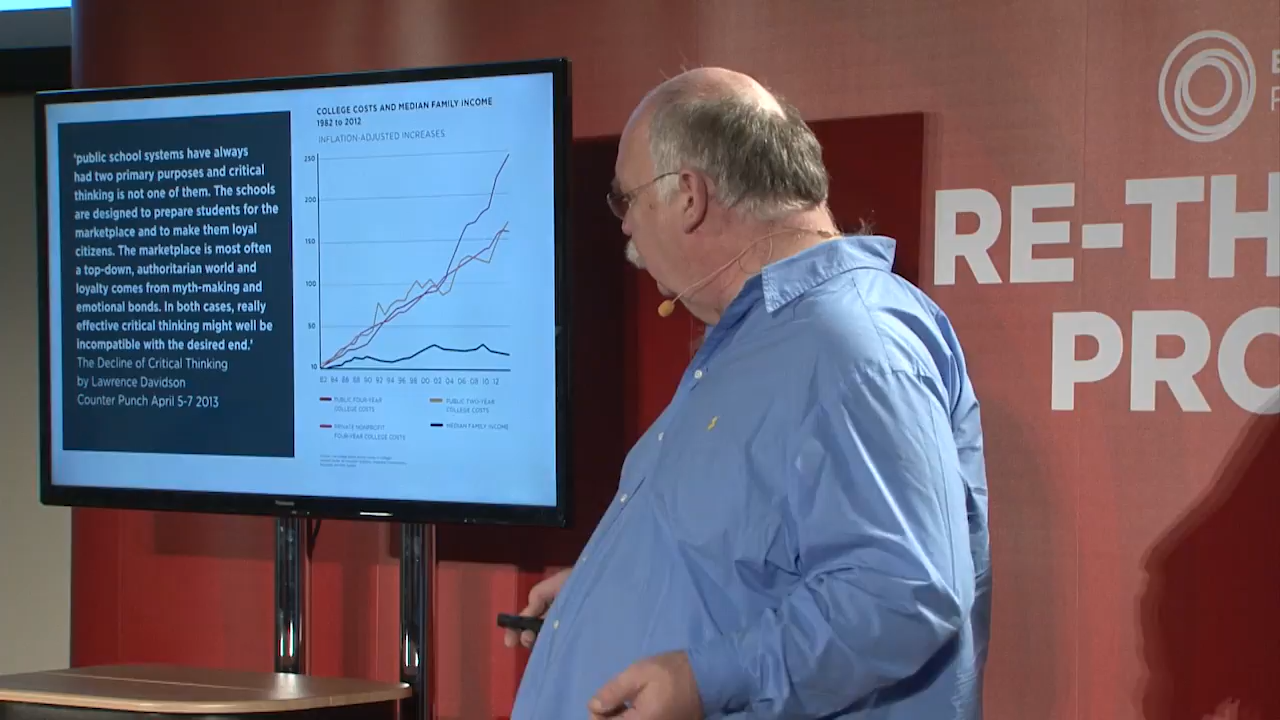 'public school systems have always
had two primary purposes and critical
thinking is not one of them. The schools
are designed to prepare students for the
marketplace and to make them loyal
citizens. The marketplace is most often
a top-down, authoritarian world and
loyalty comes from myth-making and
emotional bonds. In both cases, really
effective critical thinking might well be
incompatible with the desired end.'
The Decline of Critical Thinking
by Lawrence Davidson
Counter Punch April 5-7 2013
COLLEGE COSTS AND MEDIAN FAMILY INCOME
1982 to 2012
INFLATION-ADJUSTED INCREASES
250
200
150
100
50
10
82 84 86 88 90 92 94 96 98 00 02 04 06 08 10 12
PUBLIC FOUR-YEAR
COLLEGE COSTS
PUBLIC TWO-YEAR
COLLEGE COSTS
PRIVATE NONPROFIT
FOUR-YEAR COLLEGE COSTS
MEDIAN FAMILY INCOME
Panasonic
RE-TH
PRO